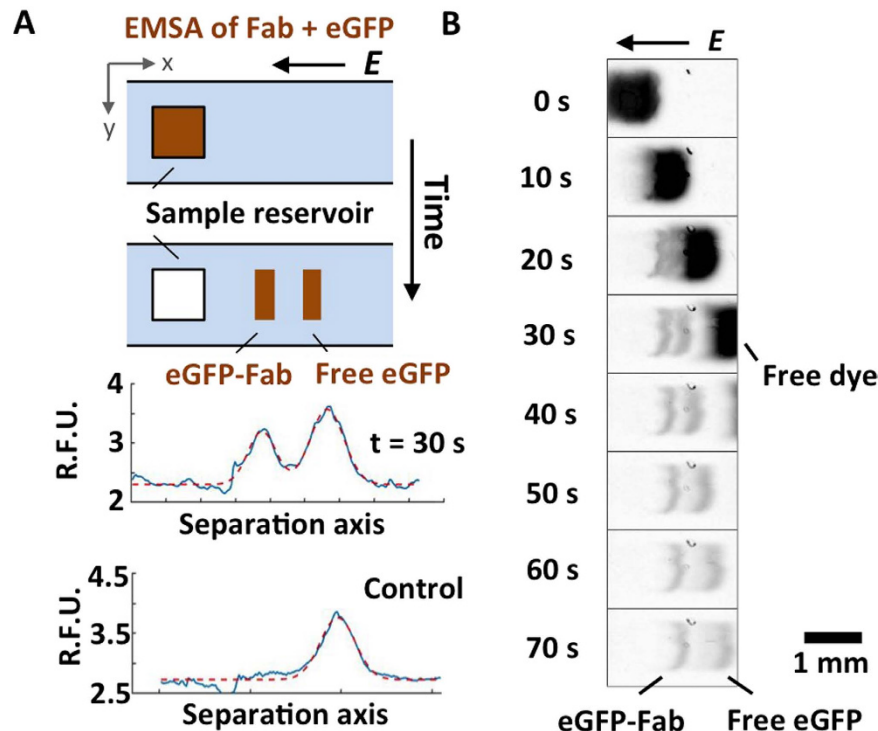 A
EMSA of Fab + eGFP
x
E
y
Sample reservoir
Time
eGFP-Fab
Free eGFP
4
3
2
R.F.U.
t = 30 s
Separation axis
4.5
3.5
2.5
R.F.U.
Control
Separation axis
B
E
0 s
10 s
20 s
30 s
Free dye
40 s
50 s
60 s
70 s
1 mm
eGFP-Fab
Free eGFP